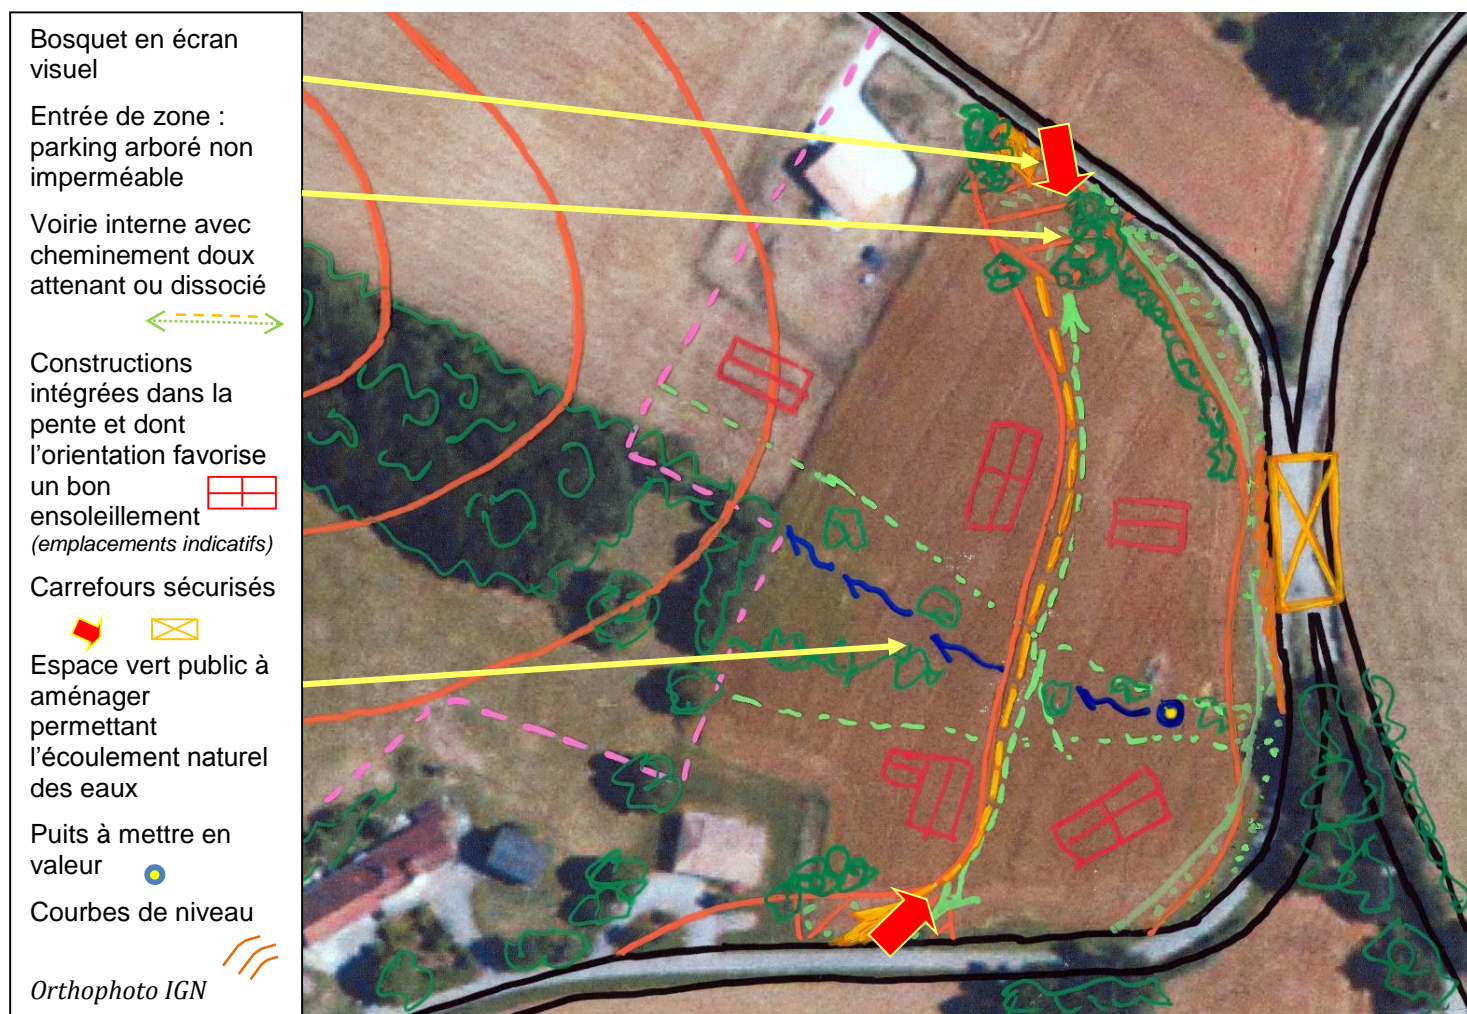 Bosquet en écran
visuel
Entrée de zone :
parking arboré non
imperméable
Voirie interne avec
cheminement doux
attenant ou dissocié
Constructions
intégrées dans la
pente et dont
l'orientation favorise
un bon
ensoleillement
(emplacements indicatifs)
Carrefours sécurisés
Espace vert public à
aménager
permettant
l'écoulement naturel
des eaux
Puits à mettre en
valeur
Courbes de niveau
Orthophoto IGN